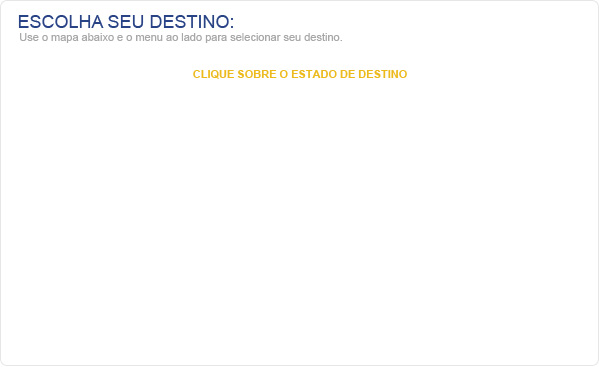 ESCOLHA SEU DESTINO:
Use o mapa abaixo e o menu ao lado para selecionar seu destino.
CLIQUE SOBRE O ESTADO DE DESTINO